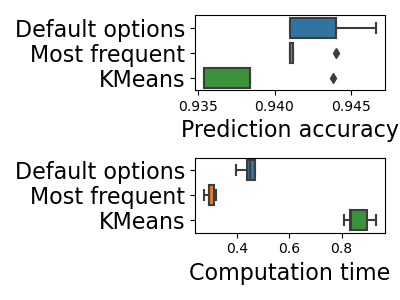 Default options
Most frequent
KMeans
0.935 0.940 0.945
Prediction accuracy
Default options
Most frequent
KMeans
0.4 0.6 0.8
Computation time